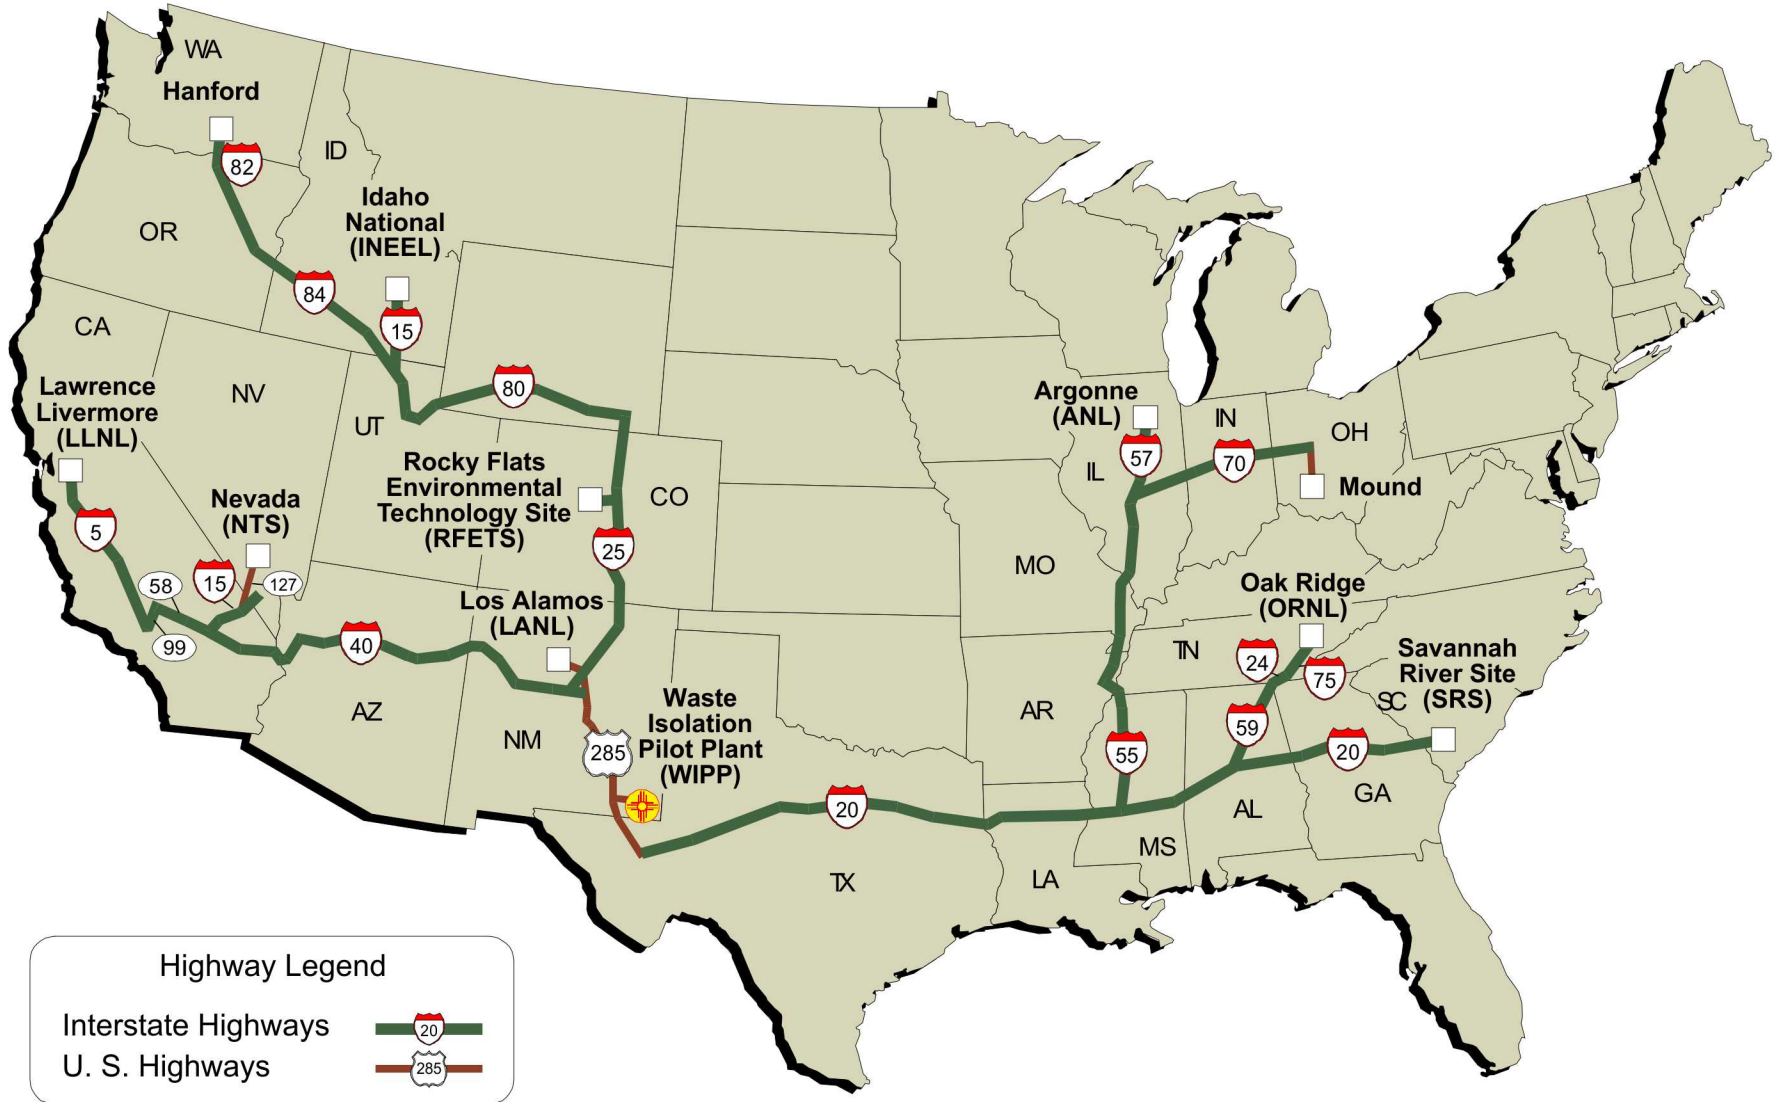 WA
Hanford
82
ID
Idaho
National
(INEEL)
OR
84
15
CA
Lawrence
Livermore
(LLNL)
NV
UT
80
Argonne
(ANL)
IN
OH
57
70
IL
Mound
Rocky Flats
Environmental
Technology Site
(RFETS)
CO
25
Nevada
(NTS)
5
58
15
127
99
MO
Oak Ridge
(ORNL)
Los Alamos
(LANL)
40
TN
24
75
Savannah
River Site
(SRS)
SC
AZ
NM
285
Waste
Isolation
Pilot Plant
(WIPP)
AR
59
55
20
20
GA
AL
MS
TX
LA
Highway Legend
Interstate Highways
20
U. S. Highways
285